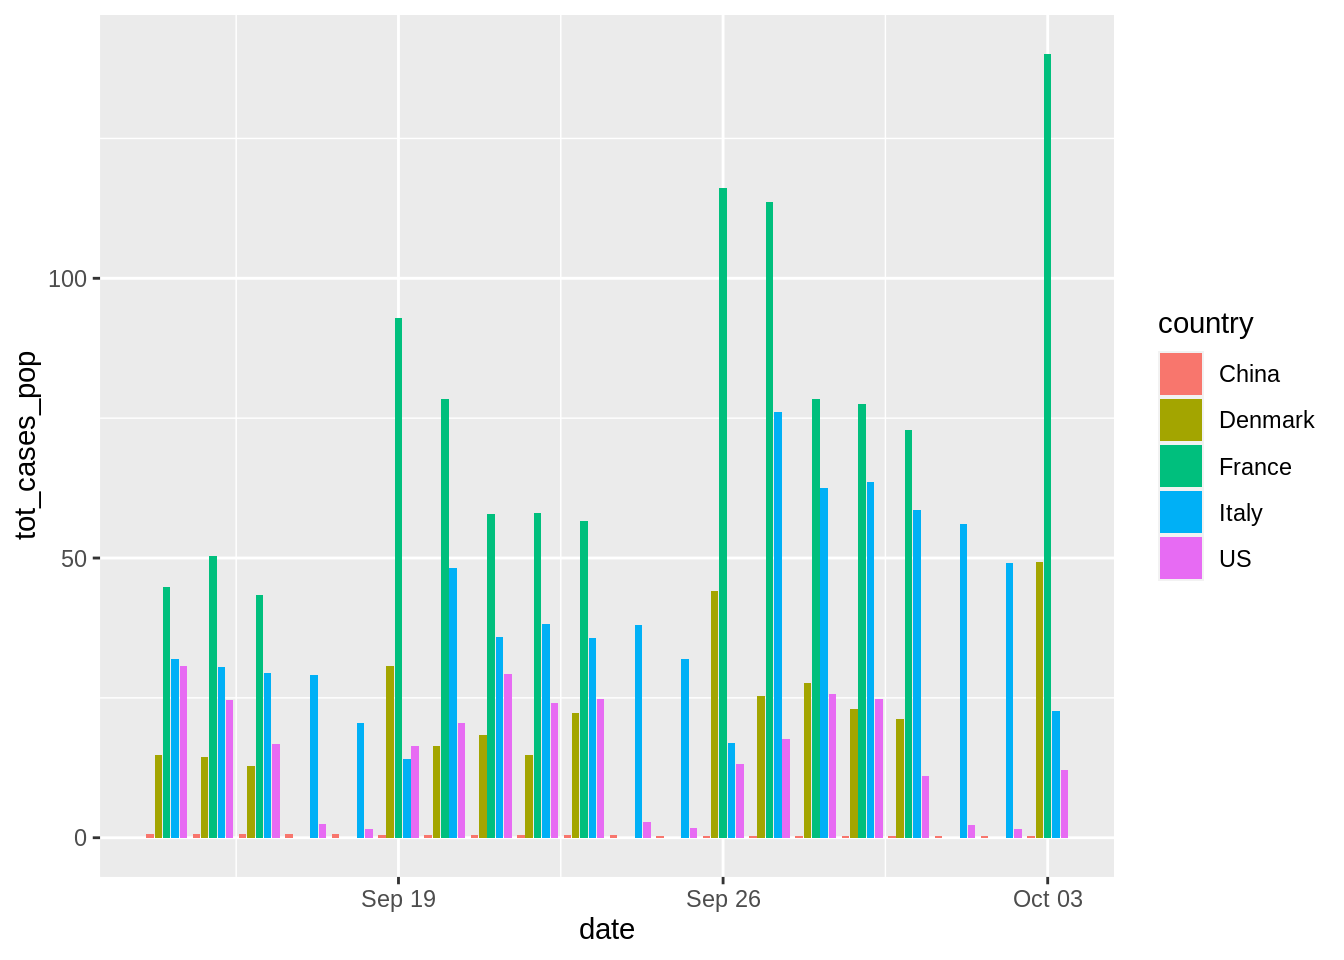 100
50
0
tot_cases_pop
Sep 19
Sep 26
Oct 03
date
country
China
Denmark
France
Italy
US